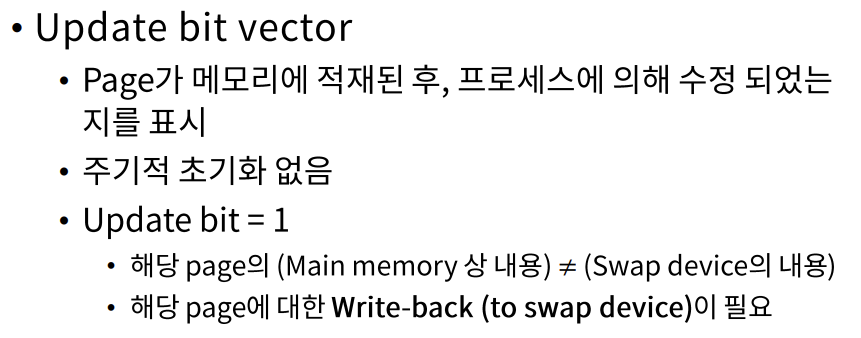 • Update bit vector
• Page가 메모리에 적재된 후, 프로세스에 의해 수정 되었는
지를 표시
• 주기적 초기화 없음
• Update bit = 1
• 해당 page의 (Main memory 상 내용) ≠ (Swap device의 내용)
• 해당 page에 대한 Write-back (to swap device)이 필요